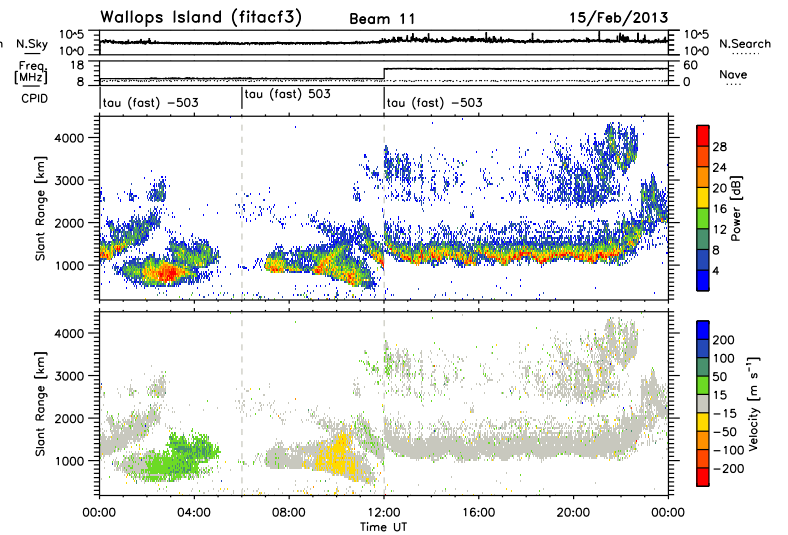 Wallops Island (fitacf3) Beam 11 15/Feb/2013
n N.Sky 10^5 10^0 10^5 10^0 N.Search
Freq. [MHz] 18 8 60 0 Nave
CPID tau (fast) -503 tau (fast) 503 tau (fast) -503
Slant Range [km]
4000
3000
2000
1000
28
24
20
16
12
8
4
Power [dB]
Slant Range [km]
4000
3000
2000
1000
200
100
50
15
-15
-50
-100
-200
Velocity [m s⁻¹]
00:00 04:00 08:00 12:00 16:00 20:00 00:00
Time UT